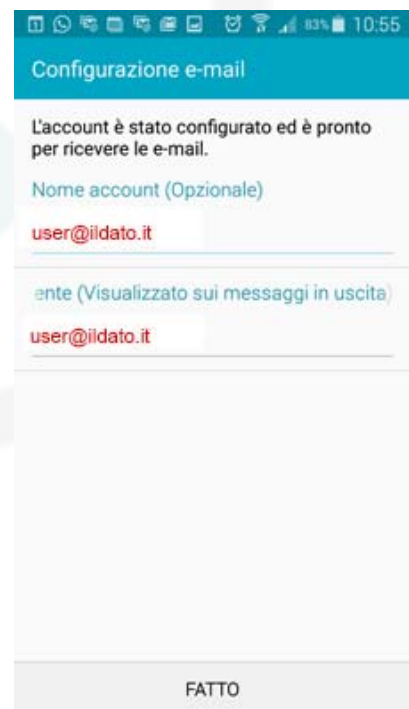 83% 10:55
Configurazione e-mail
L'account è stato configurato ed è pronto
per ricevere le e-mail.
Nome account (Opzionale)
user@ildato.it
ente (Visualizzato sui messaggi in uscita)
user@ildato.it
FATTO